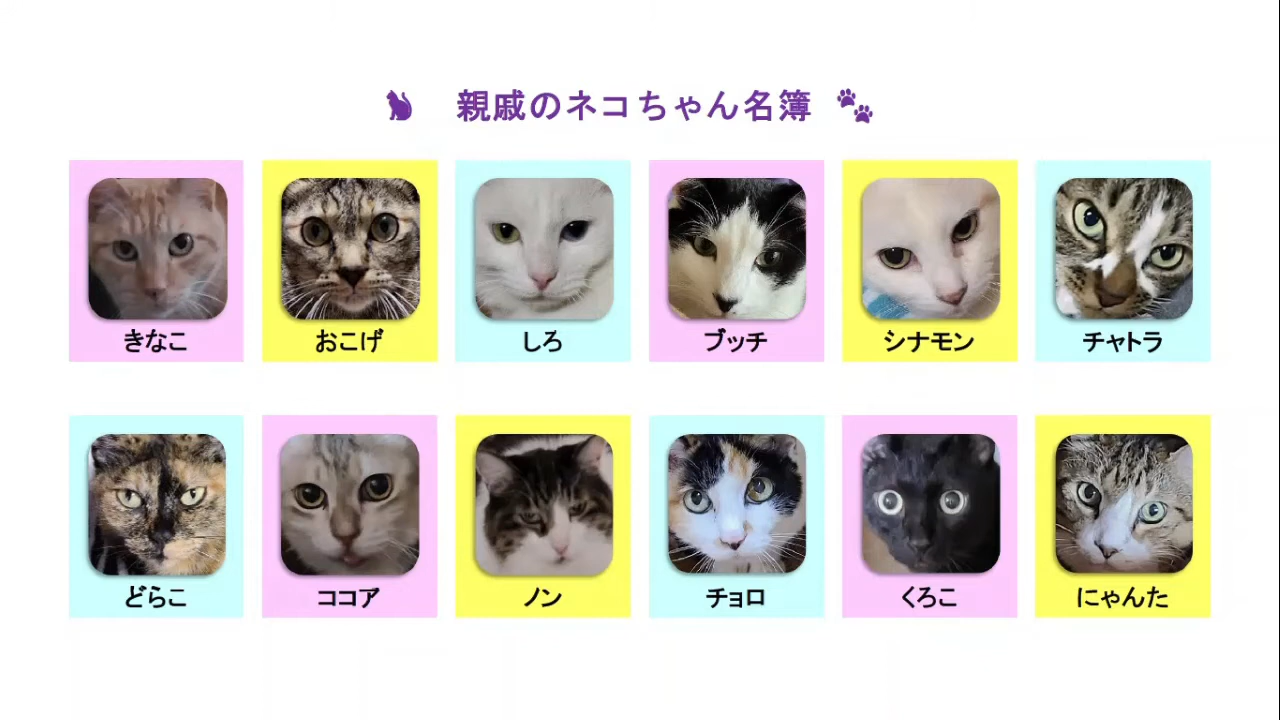 親戚のネコちゃん名簿
きなこ
おこげ
しろ
ブッチ
シナモン
チャトラ
どらこ
ココア
ノン
チョロ
くろこ
にゃんた